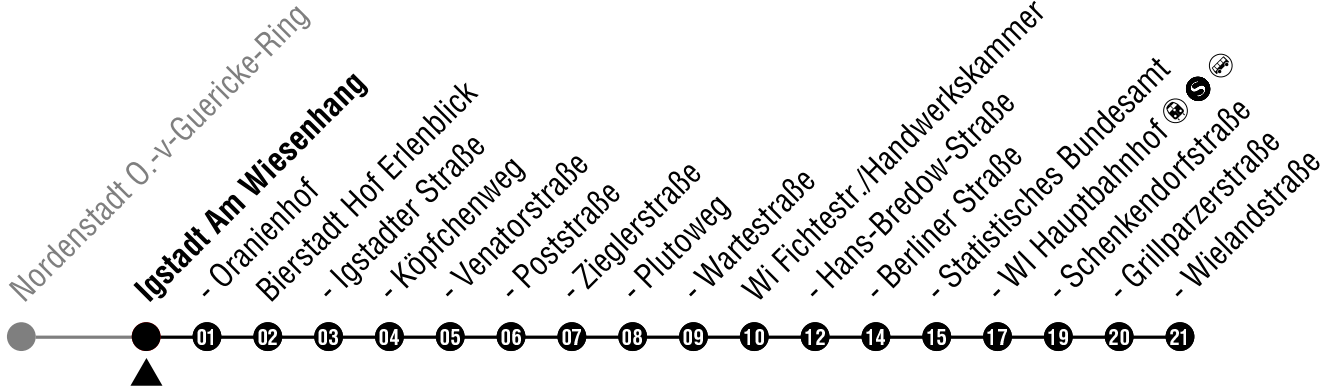 Nordenstadt O.-v-Guericke-Ring
Igstadt Am Wiesenhang
- Oranienhof
Bierstadt Hof Erlenblick
- Igstadter Straße
- Köpfchenweg
- Venatorstraße
- Poststraße
- Zieglerstraße
- Plutoweg
- Wartestraße
Wi Fichtestr./Handwerkskammer
- Hans-Bredow-Straße
- Berliner Straße
- Statistisches Bundesamt
- WI Hauptbahnhof S
- Schenkendorfstraße
- Grillparzerstraße
- Wielandstraße
01 02 03 04 05 06 07 08 09 10 12 14 15 17 19 20 21